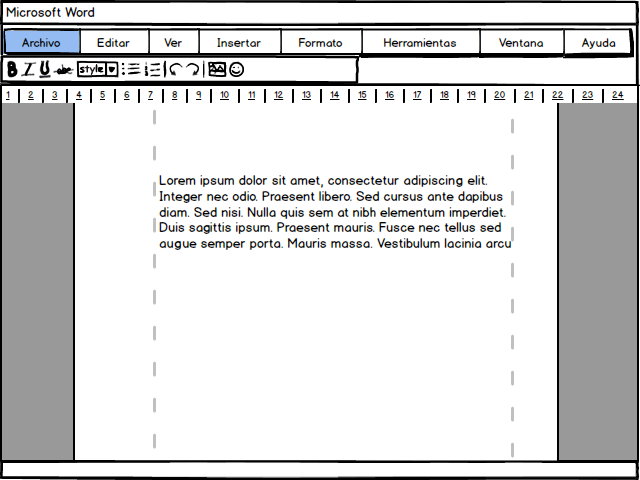 Microsoft Word
Archivo Editar Ver Insertar Formato Herramientas Ventana Ayuda
B I U abc style
1 2 3 4 5 6 7 8 9 10 11 12 13 14 15 16 17 18 19 20 21 22 23 24
Lorem ipsum dolor sit amet, consectetur adipiscing elit.
Integer nec odio. Praesent libero. Sed cursus ante dapibus
diam. Sed nisi. Nulla quis sem at nibh elementum imperdiet.
Duis sagittis ipsum. Praesent mauris. Fusce nec tellus sed
augue semper porta. Mauris massa. Vestibulum lacinia arcu